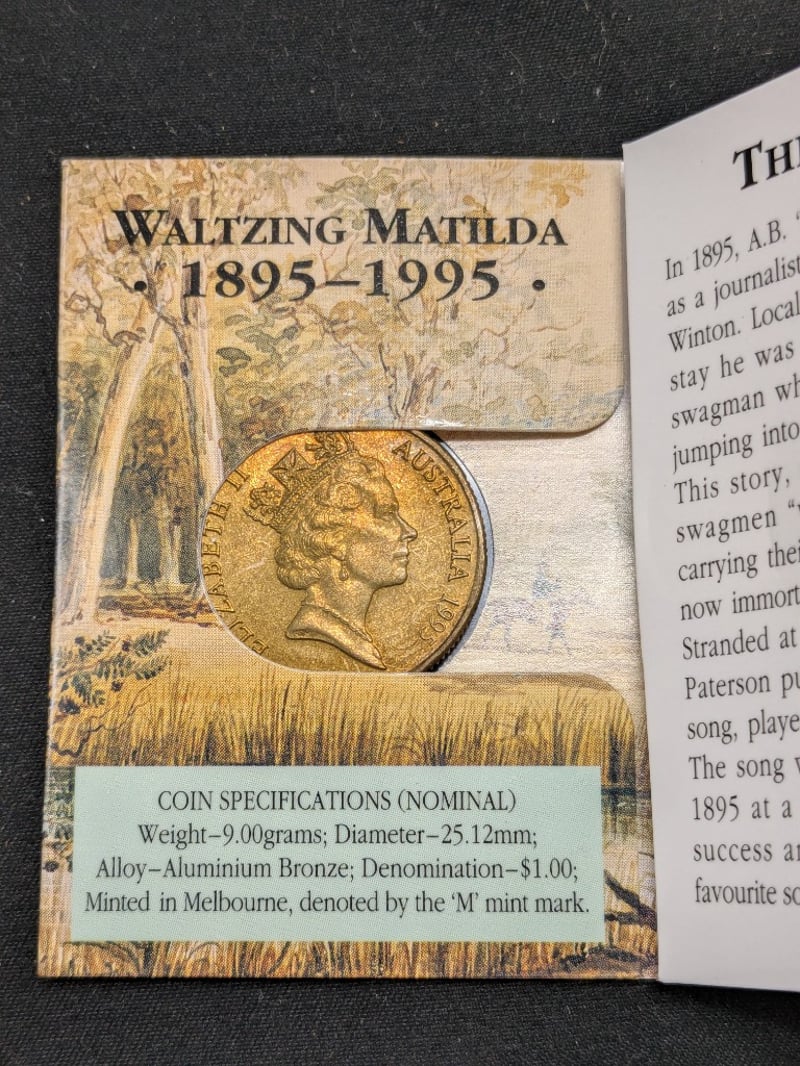 WALTZING MATILDA
· 1895–1995 ·
ELIZABETH II
AUSTRALIA 1995
COIN SPECIFICATIONS (NOMINAL)
Weight–9.00grams; Diameter–25.12mm;
Alloy–Aluminium Bronze; Denomination–$1.00;
Minted in Melbourne, denoted by the ‘M’ mint mark.
In 1895, A.B. “
as a journalist
Winton. Local
stay he was
swagman wh
jumping into
This story,
swagmen “
carrying thei
now immort
Stranded at
Paterson pu
song, playe
The song w
1895 at a
success a
favourite so